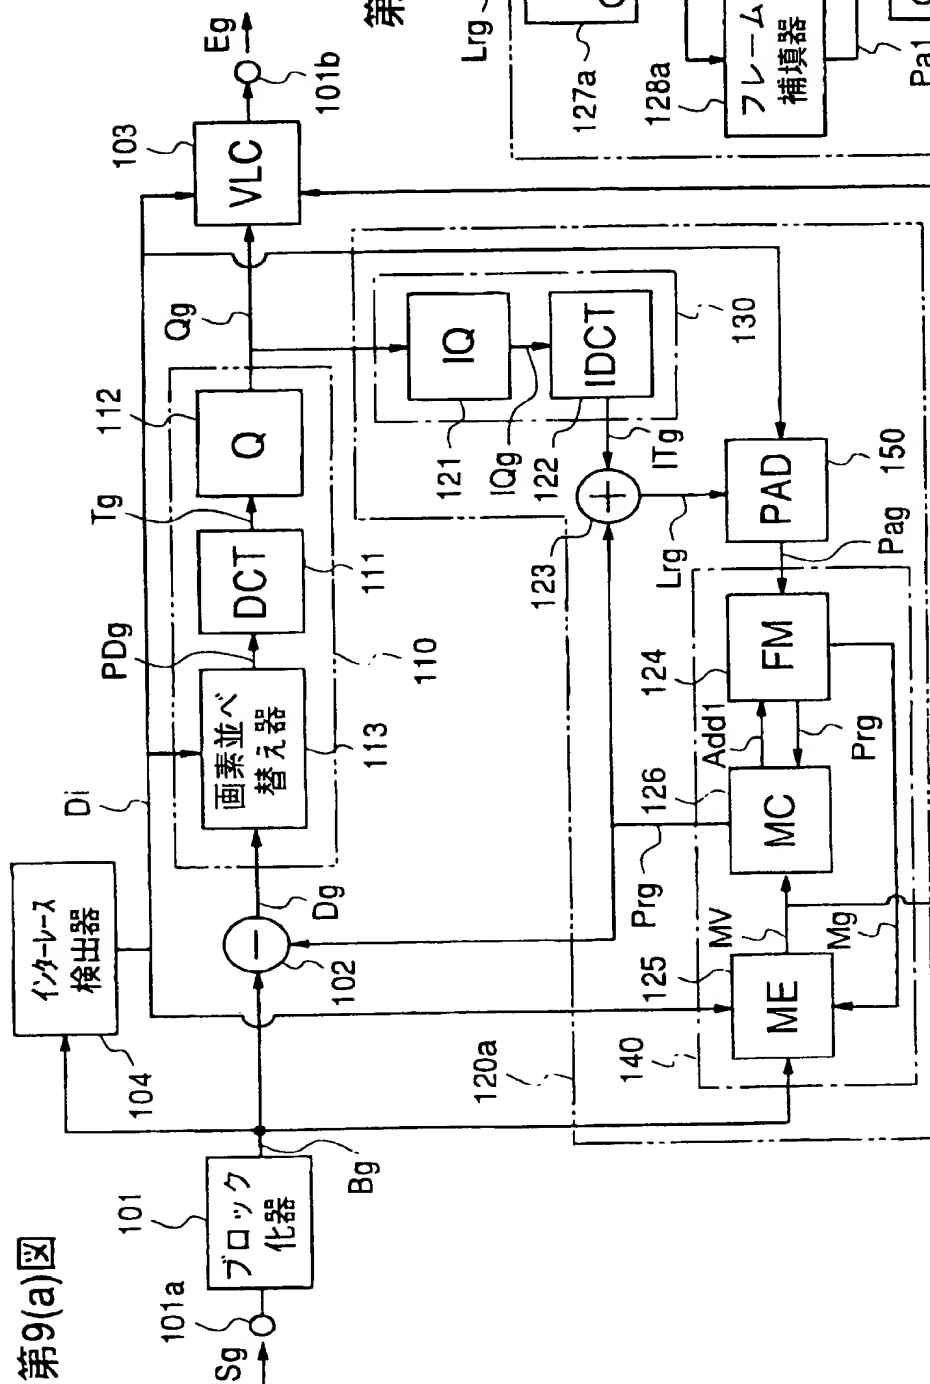 第9(a)図
Sg
101a
101
ブロック
化器
Bg
104
インターレース
検出器
Di
102
Dg
画素並べ
替え器
113
110
PDg
DCT
111
Tg
Q
112
Qg
VLC
103
101b
Eg
120a
130
IQ
121
IQg
IDCT
122
ITg
123
Lrg
PAD
150
Pag
140
ME
125
MV
Mg
Prg
MC
126
Add1
FM
124
Prg
第
Lrg
127a
128a
フレーム
補填器